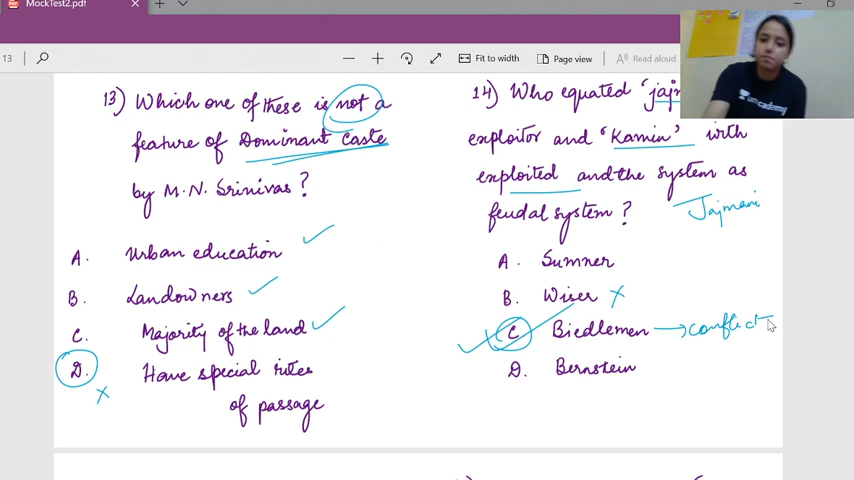 MockTest2.pdf
13
Fit to width
Page view
Read aloud
13) Which one of these is not a
feature of Dominant Caste
by M.N. Srinivas?
A. Urban education
B. Landowners
C. Majority of the land
D. Have special rites
of passage
14) Who equated 'jajm
exploitor and 'Kamin' with
exploited and the system as
feudal system?
Jajmani
A. Sumner
B. Wiser
C Biedlemen → conflict
D. Bernstein